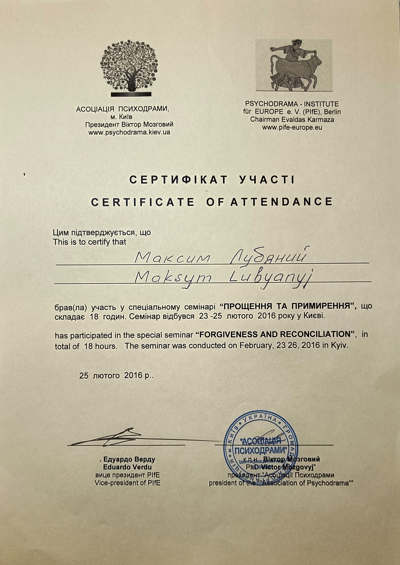 АСОЦІАЦІЯ ПСИХОДРАМИ,
м. Київ
Президент Віктор Мозговий
www.psychodrama.kiev.ua
PSYCHODRAMA - INSTITUTE
für EUROPE e. V. (PIfE), Berlin
Chairman Evaldas Karmaza
www.pife-europe.eu
СЕРТИФІКАТ УЧАСТІ
CERTIFICATE OF ATTENDANCE
Цим підтверджується, що
This is to certify that
Максим Лубяний
Maksym Lubyanyj
брав(ла) участь у спеціальному семінарі "ПРОЩЕННЯ ТА ПРИМИРЕННЯ", що
складає 18 годин. Семінар відбувся 23 -25 лютого 2016 року у Києві.
has participated in the special seminar "FORGIVENESS AND RECONCILIATION", in
total of 18 hours. The seminar was conducted on February, 23 26, 2016 in Kyiv.
25 лютого 2016 р..
. Едуардо Верду
Eduardo Verdu
вице президент PIfE
Vice-president of PIfE
Віктор Мозговий
Victor Mozgovyj"
президент "Асоціації Психодрами
president of the "Association of Psychodrama""
"АСОЦІАЦІЯ
ПСИХОДРАМИ"